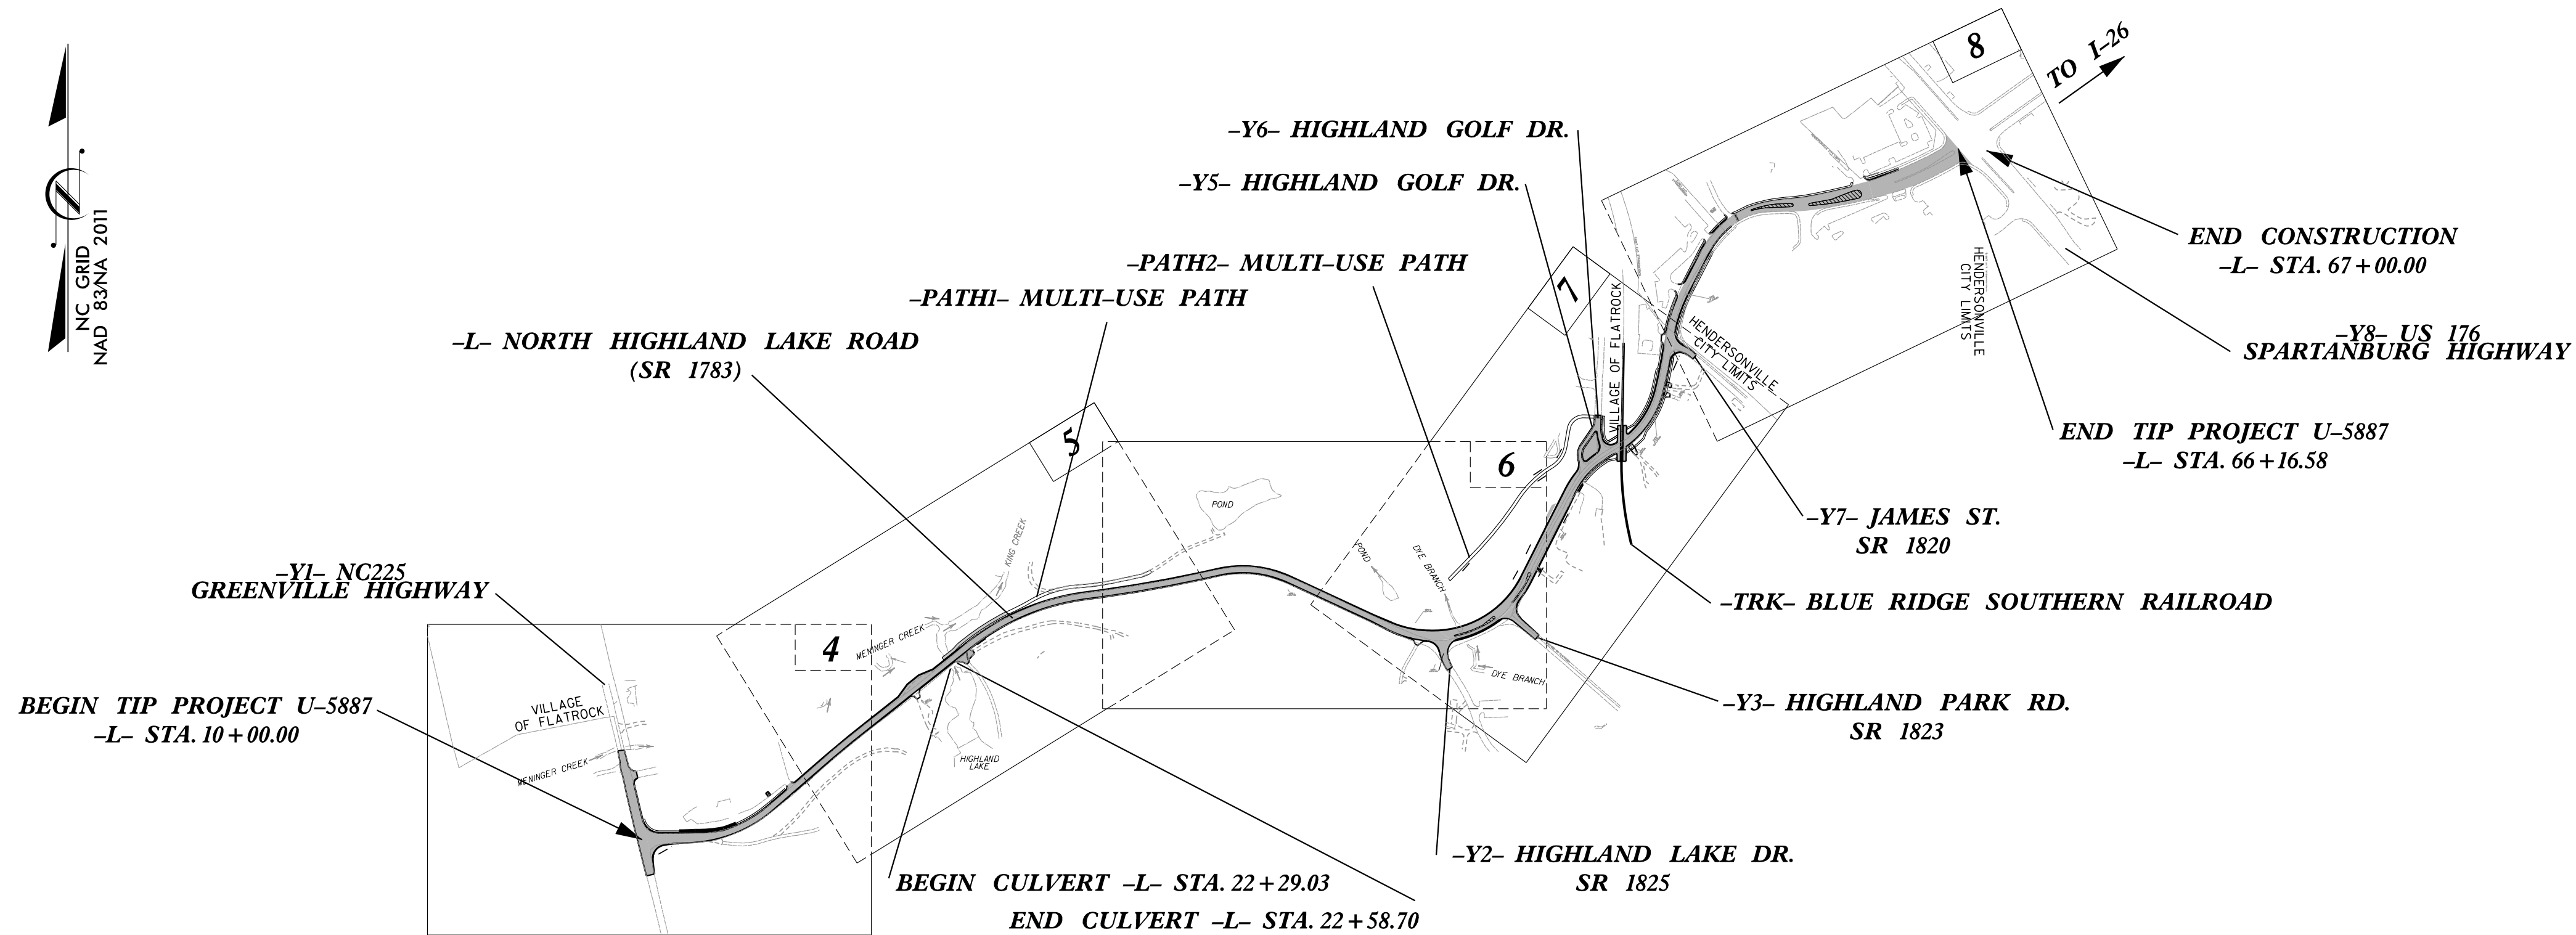 NC GRID
NAD 83/NA 2011
8
TO I-26
-Y6- HIGHLAND GOLF DR.
-Y5- HIGHLAND GOLF DR.
-PATH2- MULTI-USE PATH
-PATH1- MULTI-USE PATH
-L- NORTH HIGHLAND LAKE ROAD
(SR 1783)
END CONSTRUCTION
-L- STA. 67+00.00
HENDERSONVILLE
CITY LIMITS
-Y8- US 176
SPARTANBURG HIGHWAY
7
VILLAGE OF FLATROCK
HENDERSONVILLE
CITY LIMITS
END TIP PROJECT U-5887
-L- STA. 66+16.58
5
6
POND
KING CREEK
POND
DYE BRANCH
-Y7- JAMES ST.
SR 1820
-Y1- NC225
GREENVILLE HIGHWAY
-TRK- BLUE RIDGE SOUTHERN RAILROAD
4
MENINGER CREEK
DYE BRANCH
BEGIN TIP PROJECT U-5887
-L- STA. 10+00.00
VILLAGE
OF FLATROCK
-Y3- HIGHLAND PARK RD.
SR 1823
MENINGER CREEK
HIGHLAND
LAKE
-Y2- HIGHLAND LAKE DR.
SR 1825
BEGIN CULVERT -L- STA. 22+29.03
END CULVERT -L- STA. 22+58.70